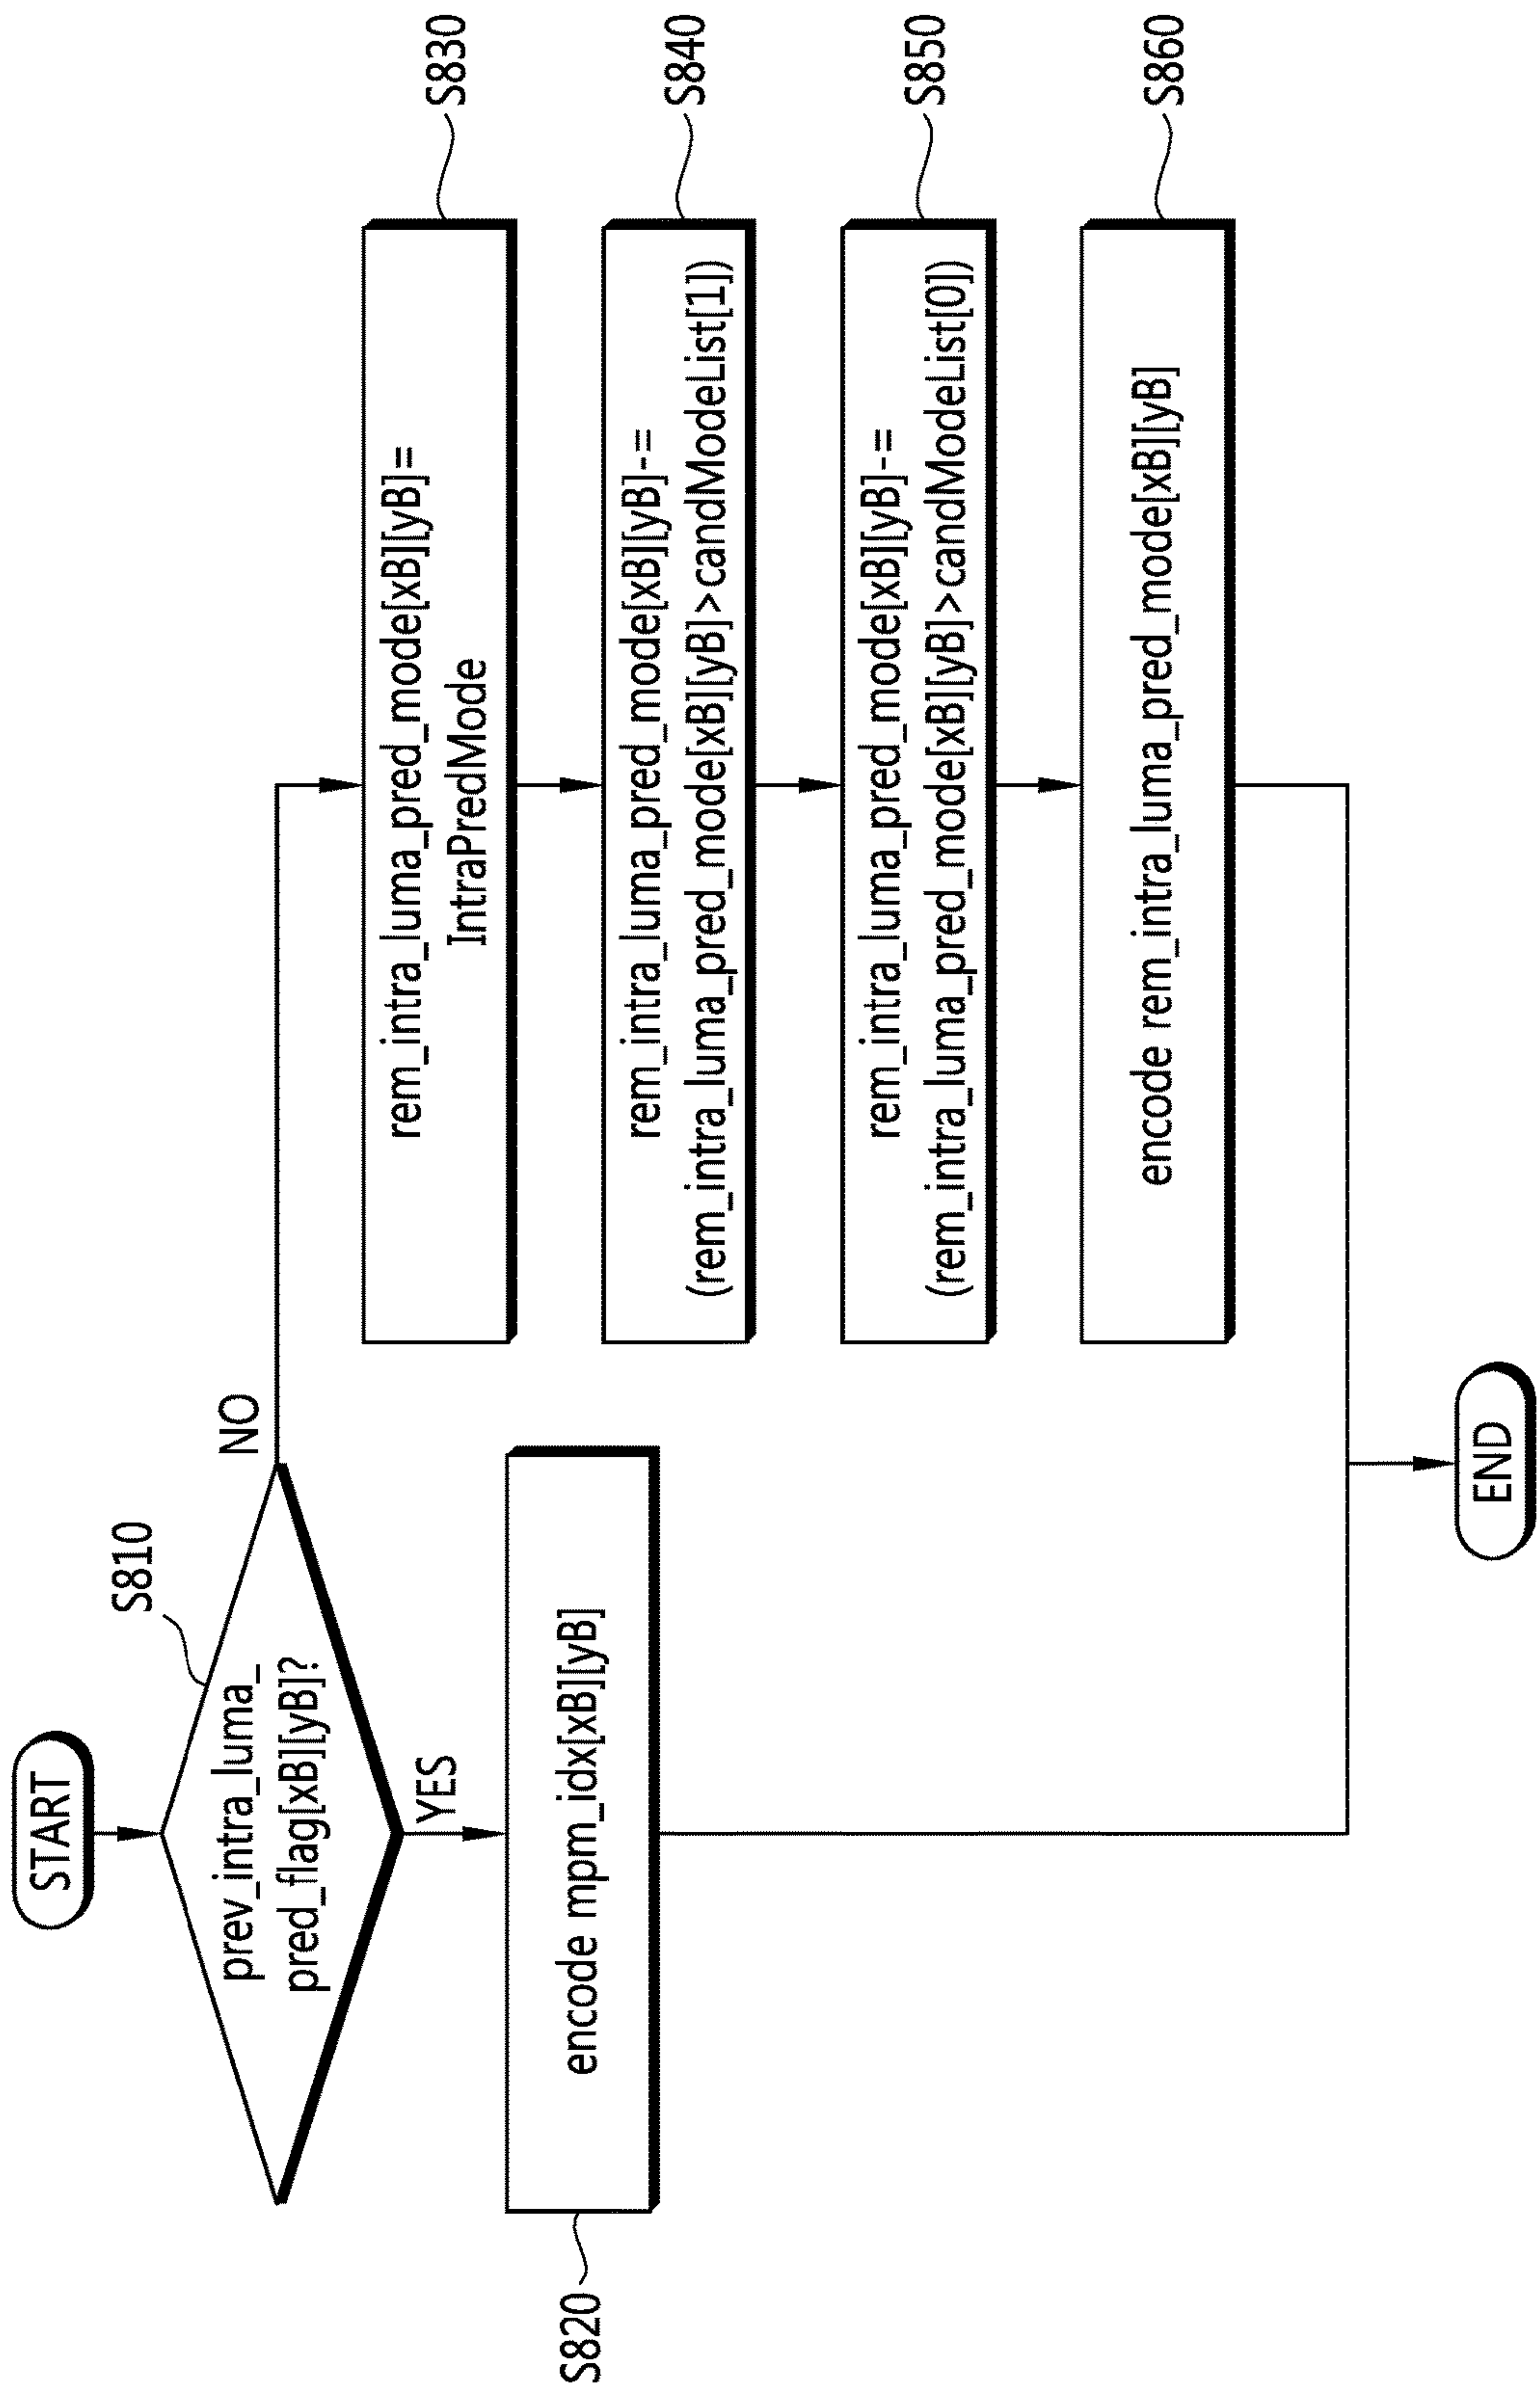 START
S810
prev_intra_luma_
pred_flag[xB][yB]?
NO
YES
S820
encode mpm_idx[xB][yB]
rem_intra_luma_pred_mode[xB][yB]=
IntraPredMode
S830
rem_intra_luma_pred_mode[xB][yB]-=
(rem_intra_luma_pred_mode[xB][yB]>candModeList[1])
S840
rem_intra_luma_pred_mode[xB][yB]-=
(rem_intra_luma_pred_mode[xB][yB]>candModeList[0])
S850
encode rem_intra_luma_pred_mode[xB][yB]
S860
END